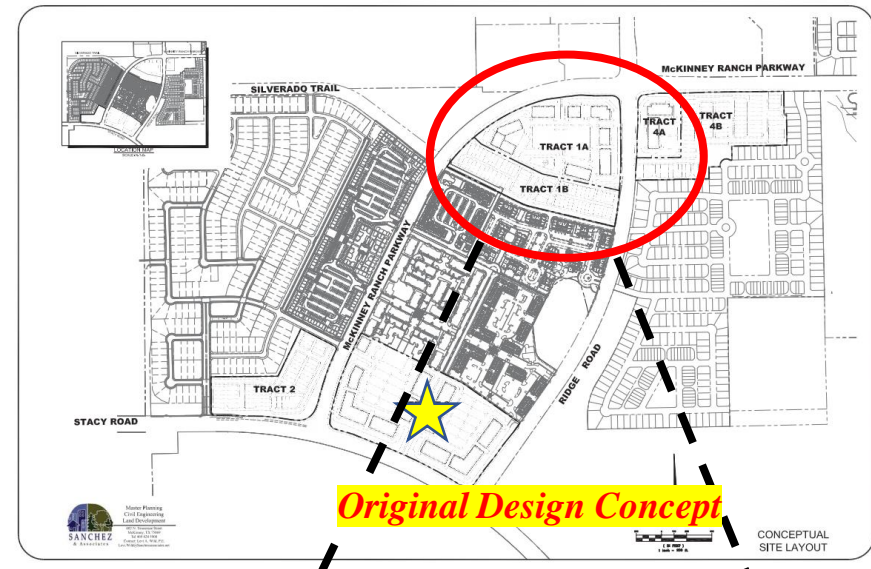 McKINNEY RANCH PARKWAY
SILVERADO TRAIL
TRACT
4A
TRACT
4B
TRACT 1A
TRACT 1B
LOCATION MAP
McKINNEY RANCH PARKWAY
RIDGE ROAD
TRACT 2
STACY ROAD
Original Design Concept
SANCHEZ
& Associates
Master Planning
Civil Engineering
Land Development
CONCEPTUAL
SITE LAYOUT